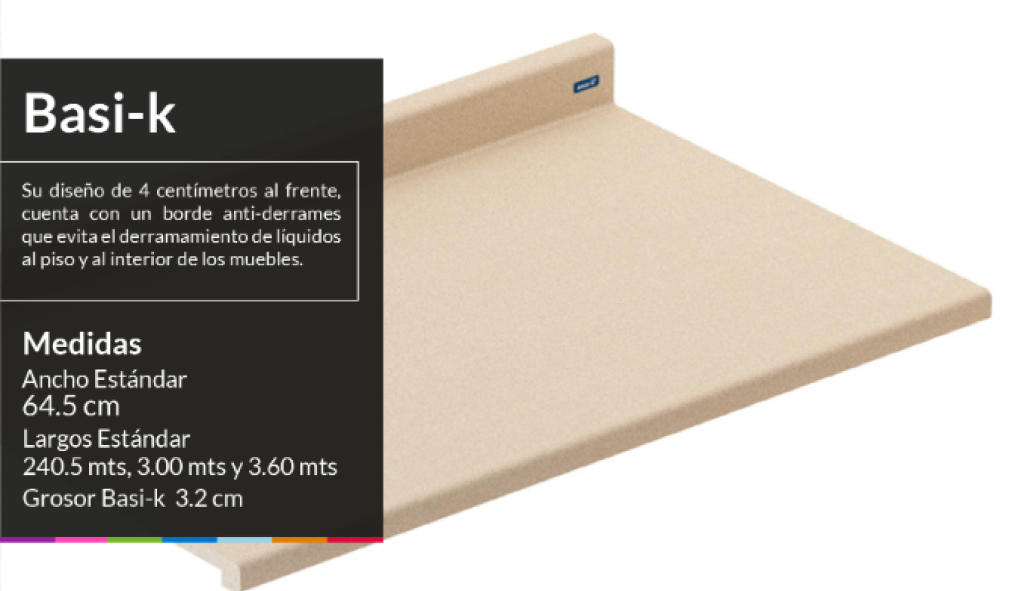 Basi-k
Su diseño de 4 centímetros al frente,
cuenta con un borde anti-derrames
que evita el derramamiento de líquidos
al piso y al interior de los muebles.
Medidas
Ancho Estándar
64.5 cm
Largos Estándar
240.5 mts, 3.00 mts y 3.60 mts
Grosor Basi-k 3.2 cm